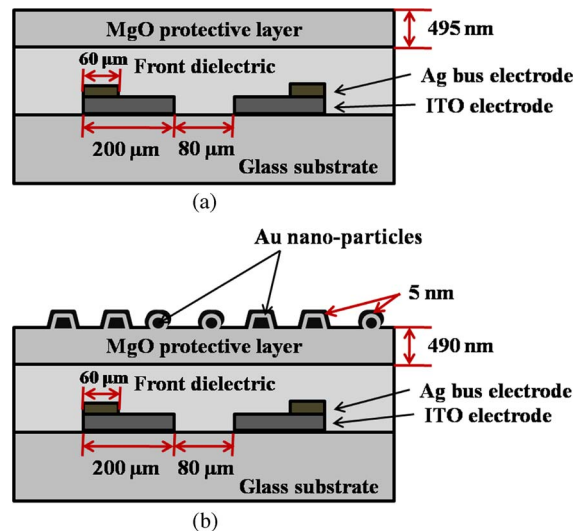 MgO protective layer
495 nm
60 μm
Front dielectric
Ag bus electrode
ITO electrode
200 μm
80 μm
Glass substrate
(a)
Au nano-particles
5 nm
MgO protective layer
490 nm
60 μm
Front dielectric
Ag bus electrode
ITO electrode
200 μm
80 μm
Glass substrate
(b)